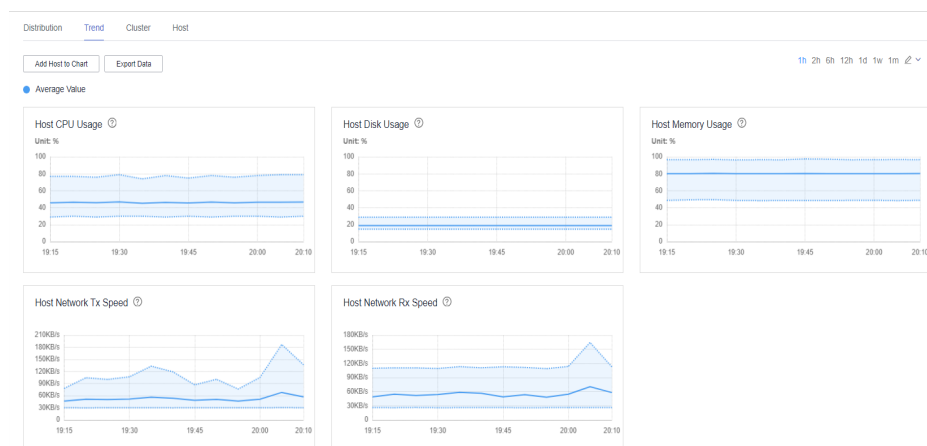 Distribution Trend Cluster Host
Add Host to Chart Export Data 1h 2h 6h 12h 1d 1w 1m
Average Value
Host CPU Usage ? Host Disk Usage ? Host Memory Usage ?
Unit: % Unit: % Unit: %
100 100 100
80 80 80
60 60 60
40 40 40
20 20 20
0 0 0
19:15 19:30 19:45 20:00 20:10 19:15 19:30 19:45 20:00 20:10 19:15 19:30 19:45 20:00 20:10
Host Network Tx Speed ? Host Network Rx Speed ?
210KB/s 180KB/s
180KB/s 150KB/s
150KB/s 120KB/s
120KB/s 90KB/s
90KB/s 60KB/s
60KB/s 30KB/s
30KB/s 0
0
19:15 19:30 19:45 20:00 20:10 19:15 19:30 19:45 20:00 20:10